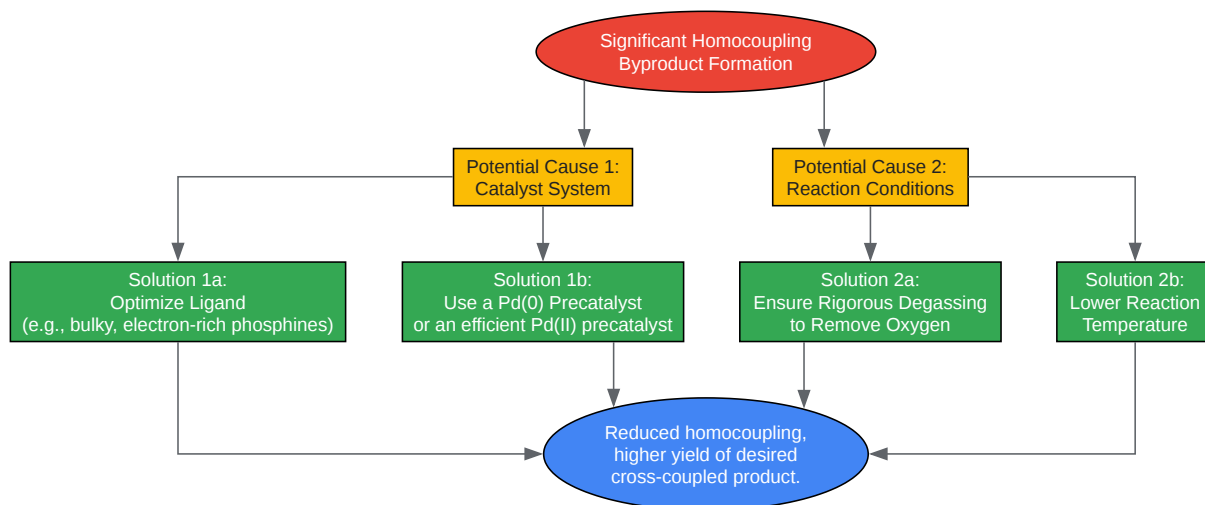 Significant Homocoupling
Byproduct Formation
Potential Cause 1:
Catalyst System
Potential Cause 2:
Reaction Conditions
Solution 1a:
Optimize Ligand
(e.g., bulky, electron-rich phosphines)
Solution 1b:
Use a Pd(0) Precatalyst
or an efficient Pd(II) precatalyst
Solution 2a:
Ensure Rigorous Degassing
to Remove Oxygen
Solution 2b:
Lower Reaction
Temperature
Reduced homocoupling,
higher yield of desired
cross-coupled product.